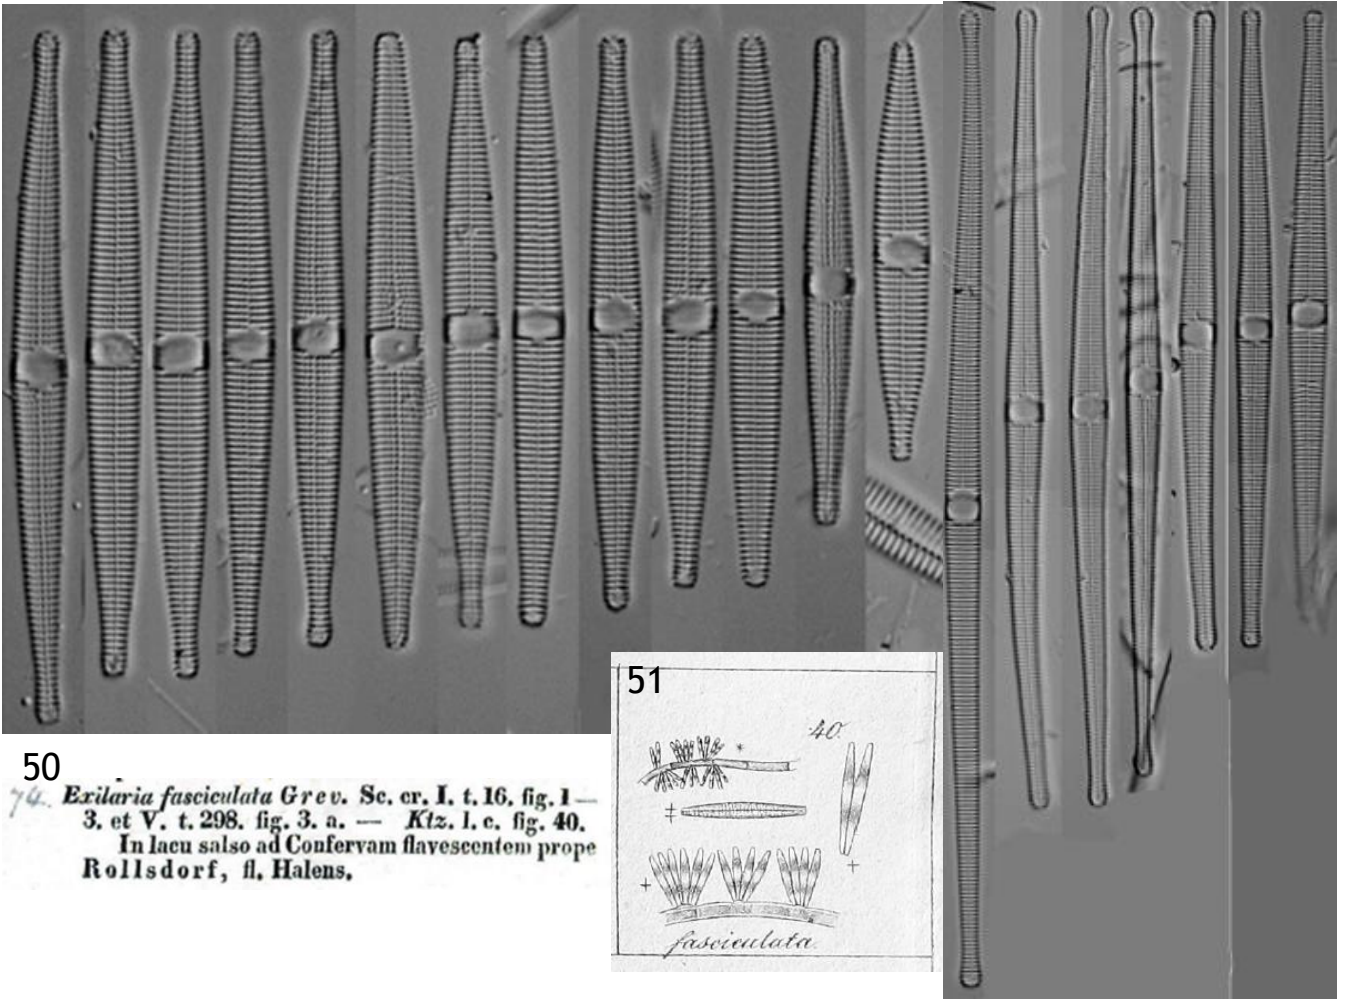 50
74. Exilaria fasciculata Grev. Sc. cr. I. t. 16. fig. 1—
3. et V. t. 298. fig. 3. a. — Ktz. l. c. fig. 40.
In lacu salso ad Confervam flavescentem prope
Rollsdorf, fl. Halens.
51
40.
*
‡
+
+
fasciculata.